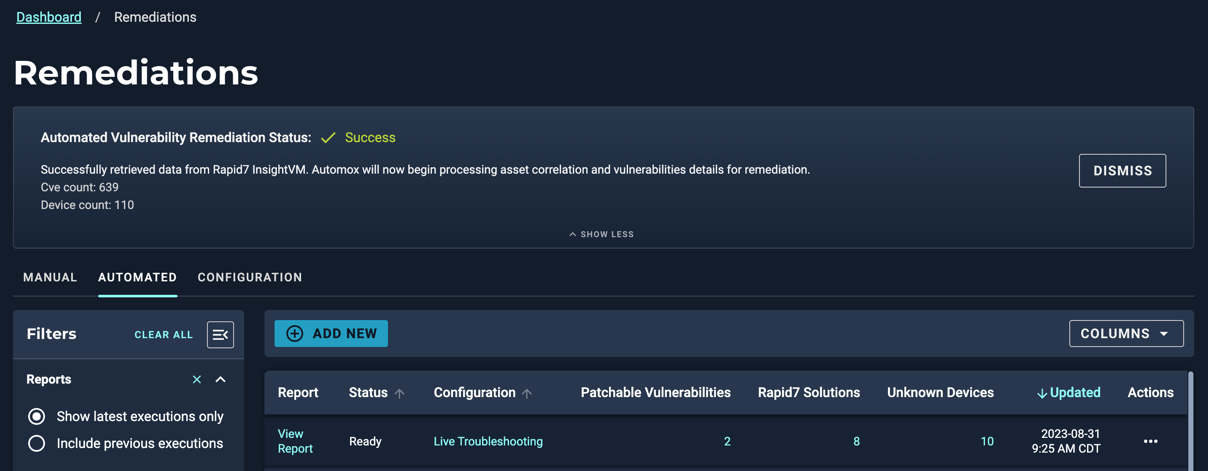 Dashboard / Remediations
Remediations
Automated Vulnerability Remediation Status: Success
Successfully retrieved data from Rapid7 InsightVM. Automox will now begin processing asset correlation and vulnerabilities details for remediation.
Cve count: 639
Device count: 110
DISMISS
SHOW LESS
MANUAL AUTOMATED CONFIGURATION
Filters CLEAR ALL
Reports
Show latest executions only
Include previous executions
ADD NEW COLUMNS
Report Status Configuration Patchable Vulnerabilities Rapid7 Solutions Unknown Devices Updated Actions
View Report Ready Live Troubleshooting 2 8 10 2023-08-31 9:25 AM CDT